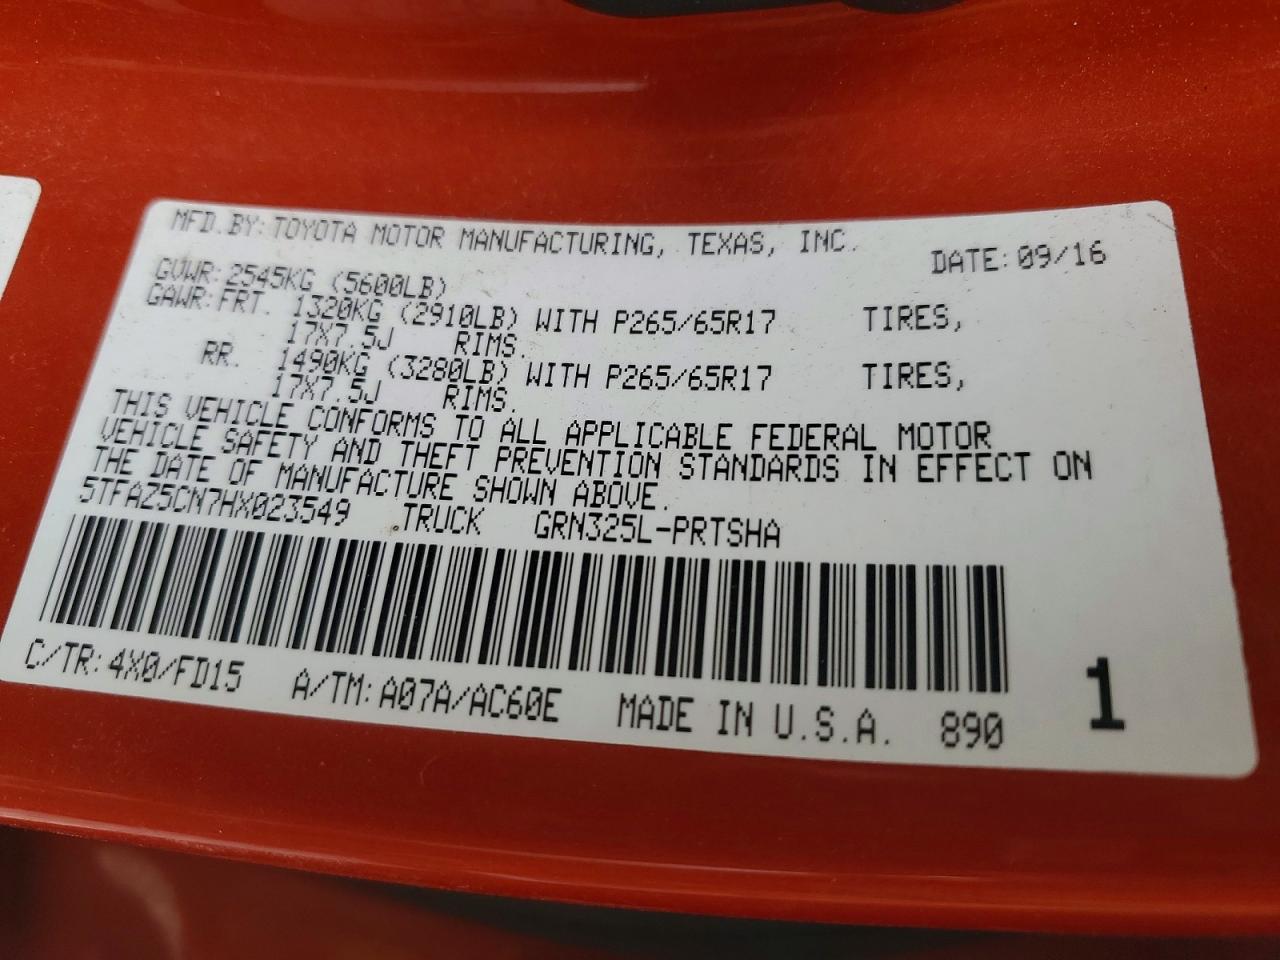 MFD. BY: TOYOTA MOTOR MANUFACTURING, TEXAS, INC. DATE: 09/16
GVWR: 2545KG (5600LB)
GAWR: FRT. 1320KG (2910LB) WITH P265/65R17 TIRES,
17X7.5J RIMS.
RR. 1490KG (3280LB) WITH P265/65R17 TIRES,
17X7.5J RIMS.
THIS VEHICLE CONFORMS TO ALL APPLICABLE FEDERAL MOTOR
VEHICLE SAFETY AND THEFT PREVENTION STANDARDS IN EFFECT ON
THE DATE OF MANUFACTURE SHOWN ABOVE.
5TFAZ5CN7HX023549 TRUCK GRN325L-PRTSHA
C/TR: 4X0/FD15 A/TM: A07A/AC60E MADE IN U.S.A. 890 1